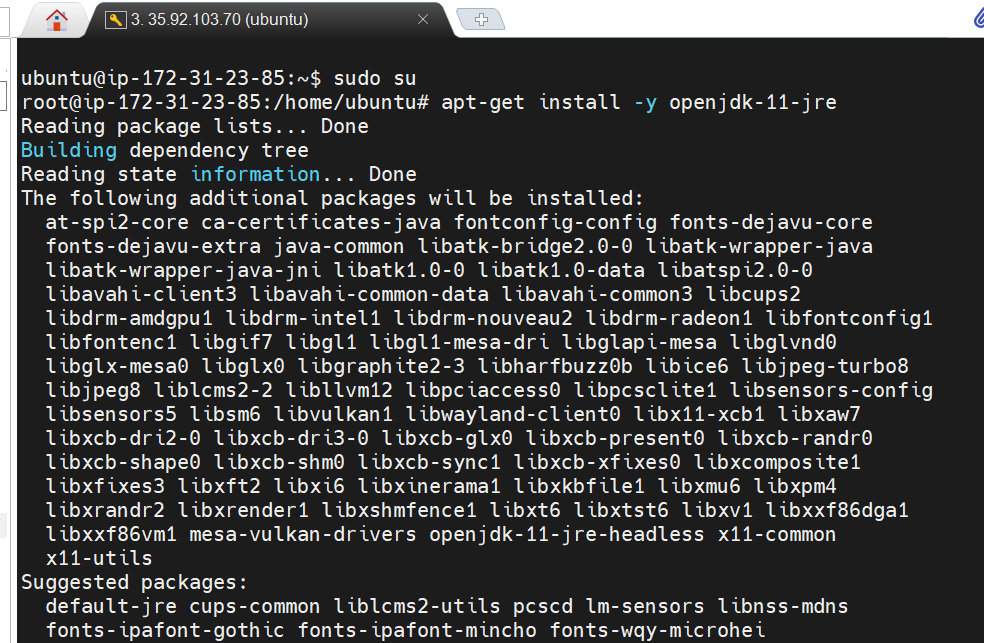 3. 35.92.103.70 (ubuntu)
ubuntu@ip-172-31-23-85:~$ sudo su
root@ip-172-31-23-85:/home/ubuntu# apt-get install -y openjdk-11-jre
Reading package lists... Done
Building dependency tree
Reading state information... Done
The following additional packages will be installed:
at-spi2-core ca-certificates-java fontconfig-config fonts-dejavu-core
fonts-dejavu-extra java-common libatk-bridge2.0-0 libatk-wrapper-java
libatk-wrapper-java-jni libatk1.0-0 libatk1.0-data libatspi2.0-0
libavahi-client3 libavahi-common-data libavahi-common3 libcups2
libdrm-amdgpu1 libdrm-intel1 libdrm-nouveau2 libdrm-radeon1 libfontconfig1
libfontenc1 libgif7 libgl1 libgl1-mesa-dri libglapi-mesa libglvnd0
libglx-mesa0 libglx0 libgraphite2-3 libharfbuzz0b libice6 libjpeg-turbo8
libjpeg8 liblcms2-2 libllvm12 libpciaccess0 libpcsclite1 libsensors-config
libsensors5 libsm6 libvulkan1 libwayland-client0 libx11-xcb1 libxaw7
libxcb-dri2-0 libxcb-dri3-0 libxcb-glx0 libxcb-present0 libxcb-randr0
libxcb-shape0 libxcb-shm0 libxcb-sync1 libxcb-xfixes0 libxcomposite1
libxfixes3 libxft2 libxi6 libxinerama1 libxkbfile1 libxmu6 libxpm4
libxrandr2 libxrender1 libxshmfence1 libxt6 libxtst6 libxv1 libxxf86dga1
libxxf86vm1 mesa-vulkan-drivers openjdk-11-jre-headless x11-common
x11-utils
Suggested packages:
default-jre cups-common liblcms2-utils pcscd lm-sensors libnss-mdns
fonts-ipafont-gothic fonts-ipafont-mincho fonts-wqy-microhei